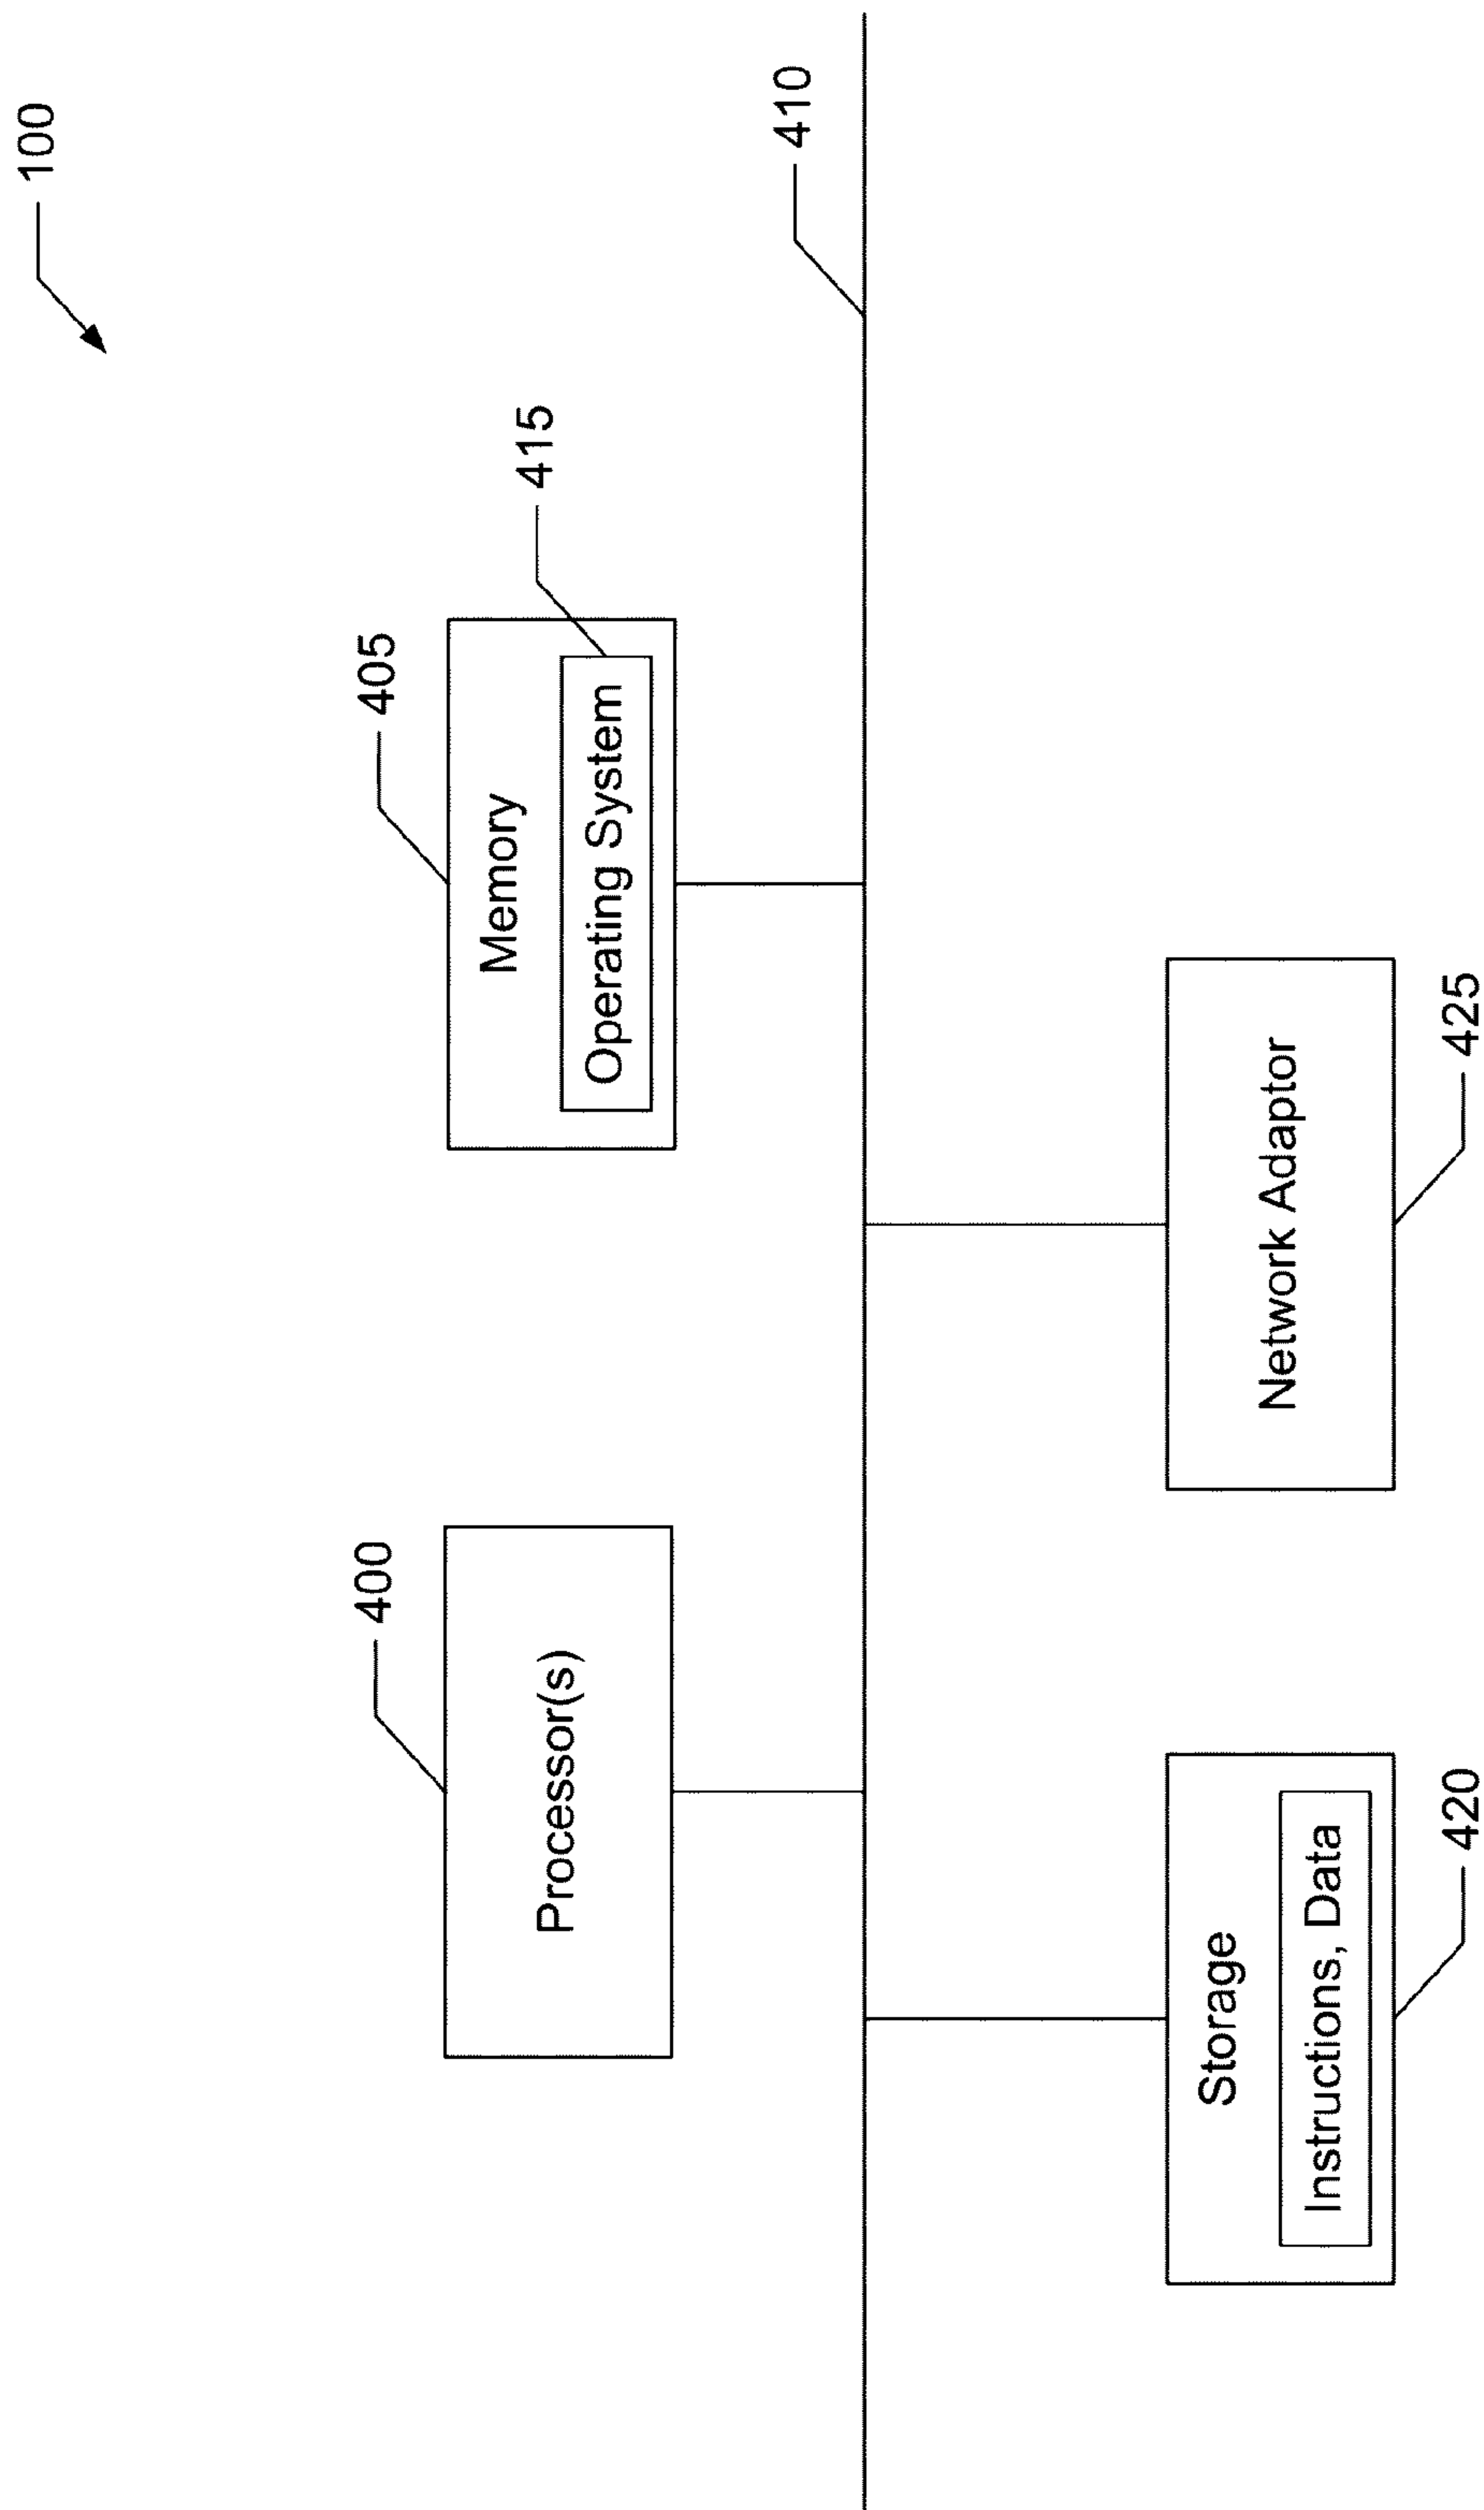 100
400
405
Processor(s)
Memory
415
Operating System
410
Storage
Instructions, Data
Network Adaptor
420
425